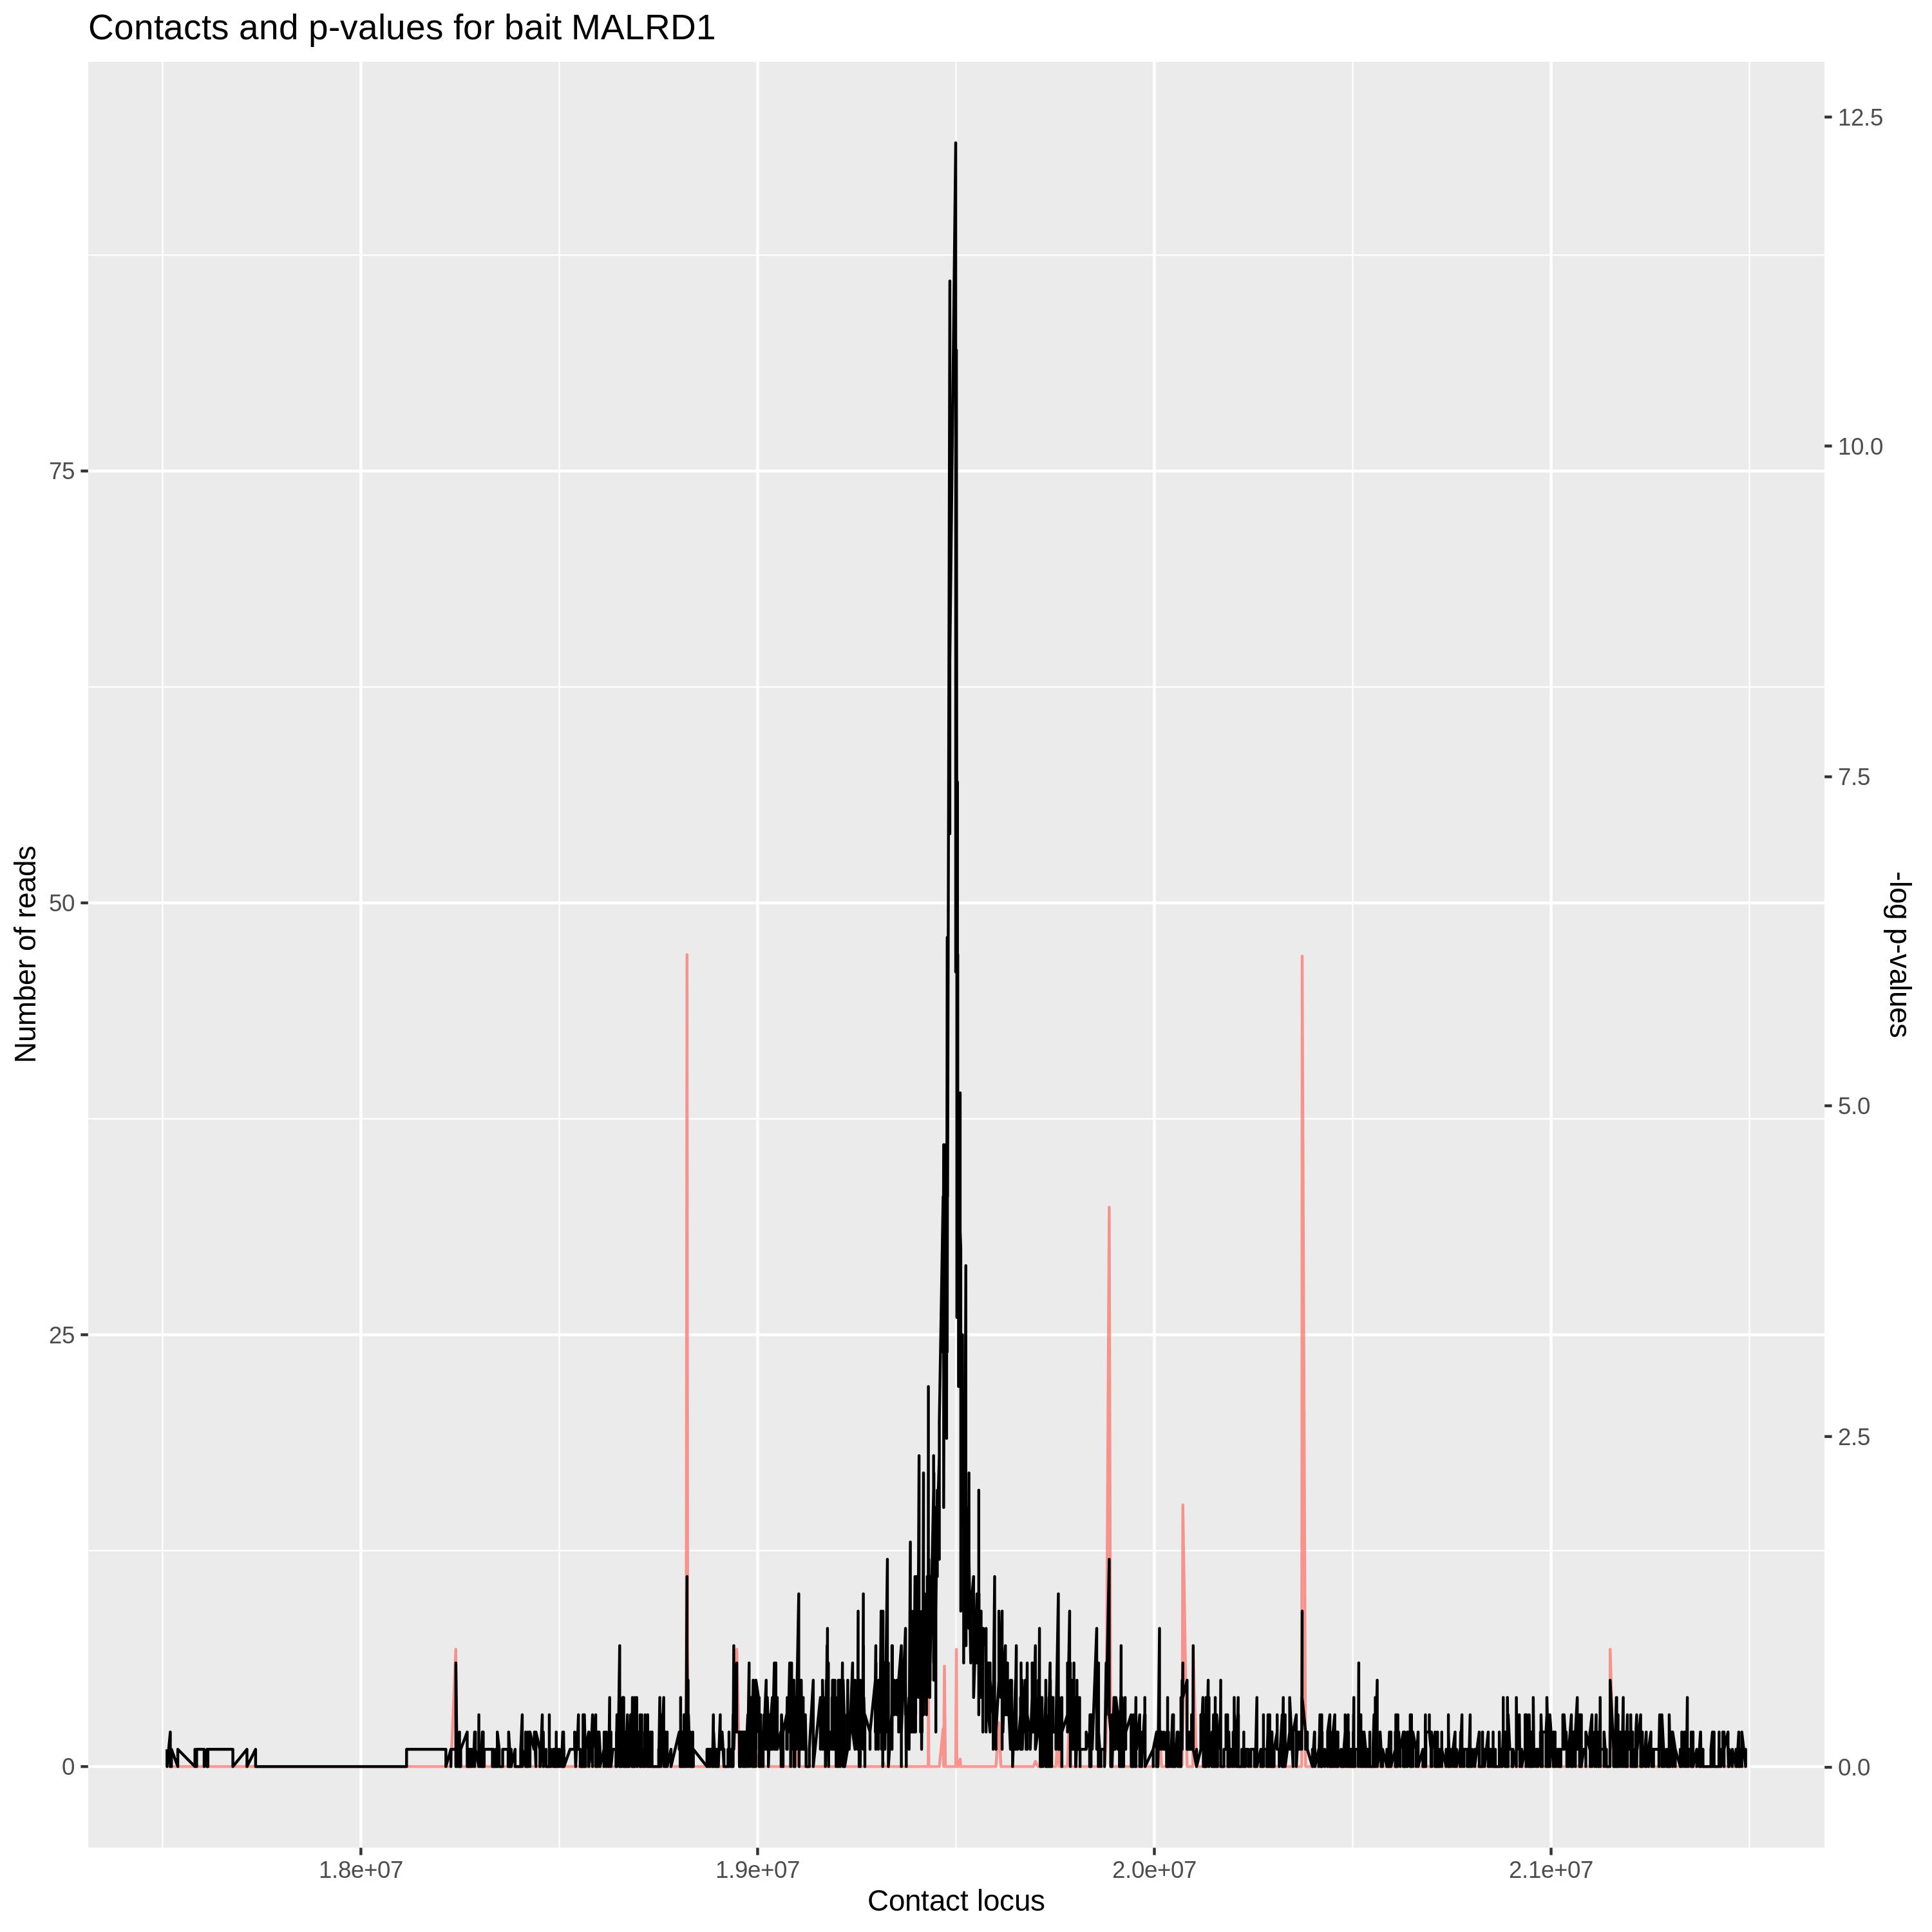 Contacts and p-values for bait MALRD1
12.5
10.0
75
7.5
50
Number of reads
-log p-values
5.0
25
2.5
0
0.0
1.8e+07
1.9e+07
2.0e+07
2.1e+07
Contact locus